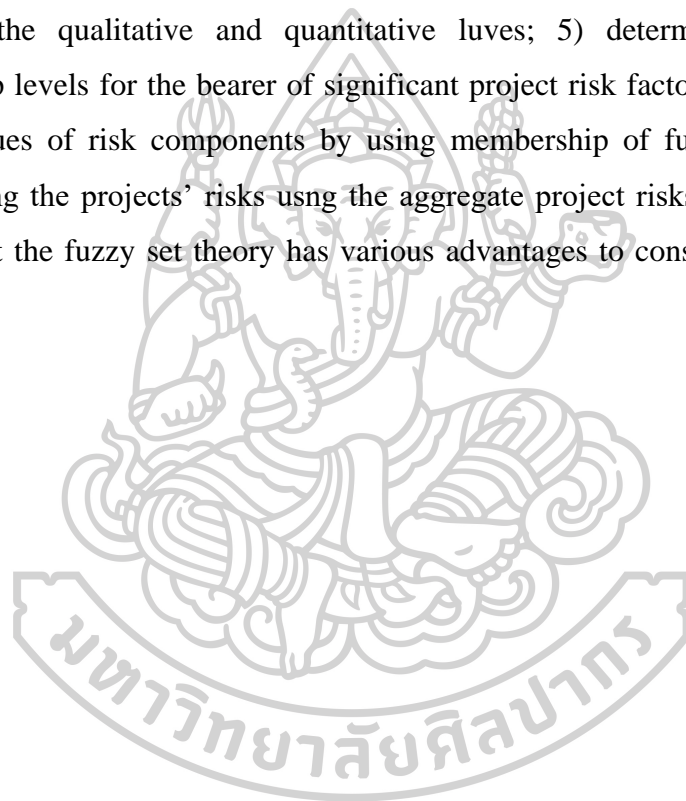 the qualitative and quantitative luves; 5) determ
levels for the bearer of significant project risk facto
ues of risk components by using membership of fu
ng the projects’ risks usng the aggregate project risks
t the fuzzy set theory has various advantages to cons
มหาวิทยาลัยศิลปากร